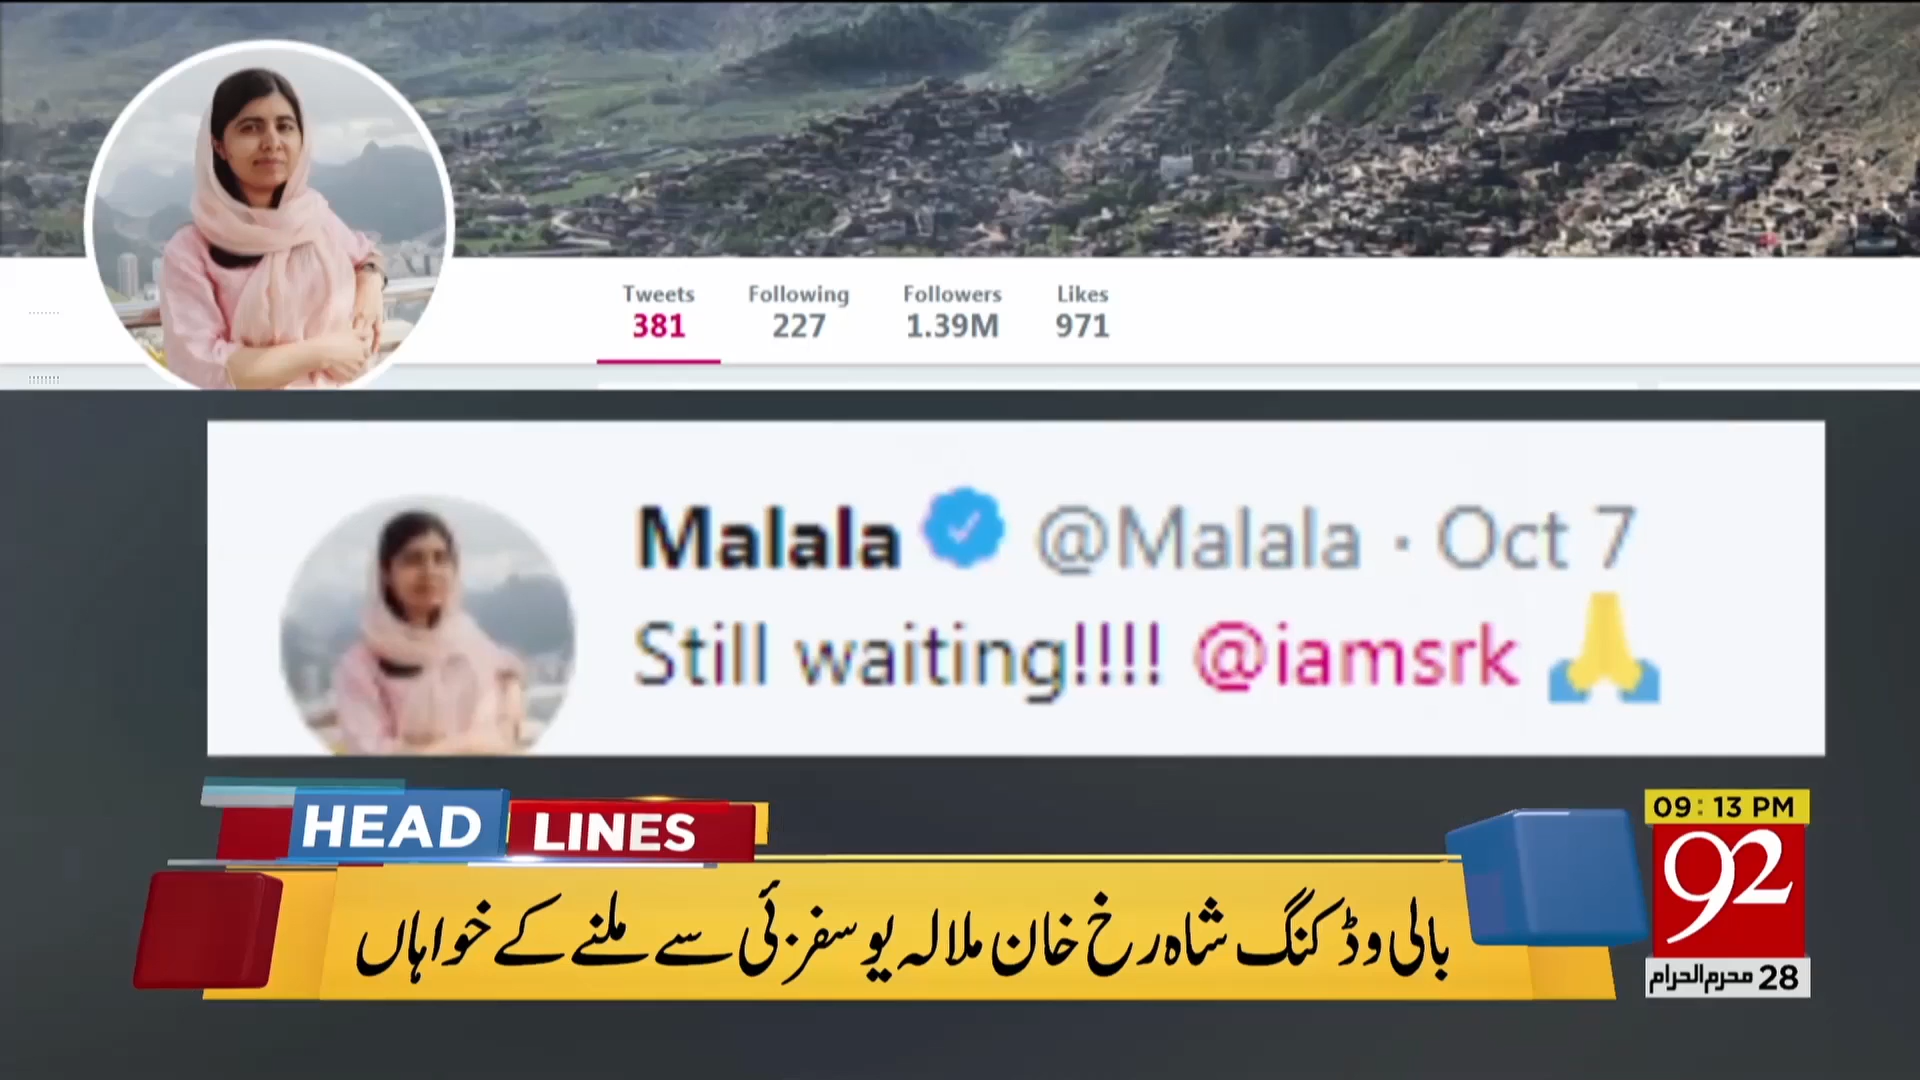 Tweets Following Followers Likes
381 227 1.39M 971
Malala @Malala · Oct 7
Still waiting!!!! @iamsrk 🙏
HEAD LINES
09:13 PM
92
بالی وڈ کنگ شاہ رخ خان ملالہ یوسفزئی سے ملنے کے خواہاں
28 محرم الحرام